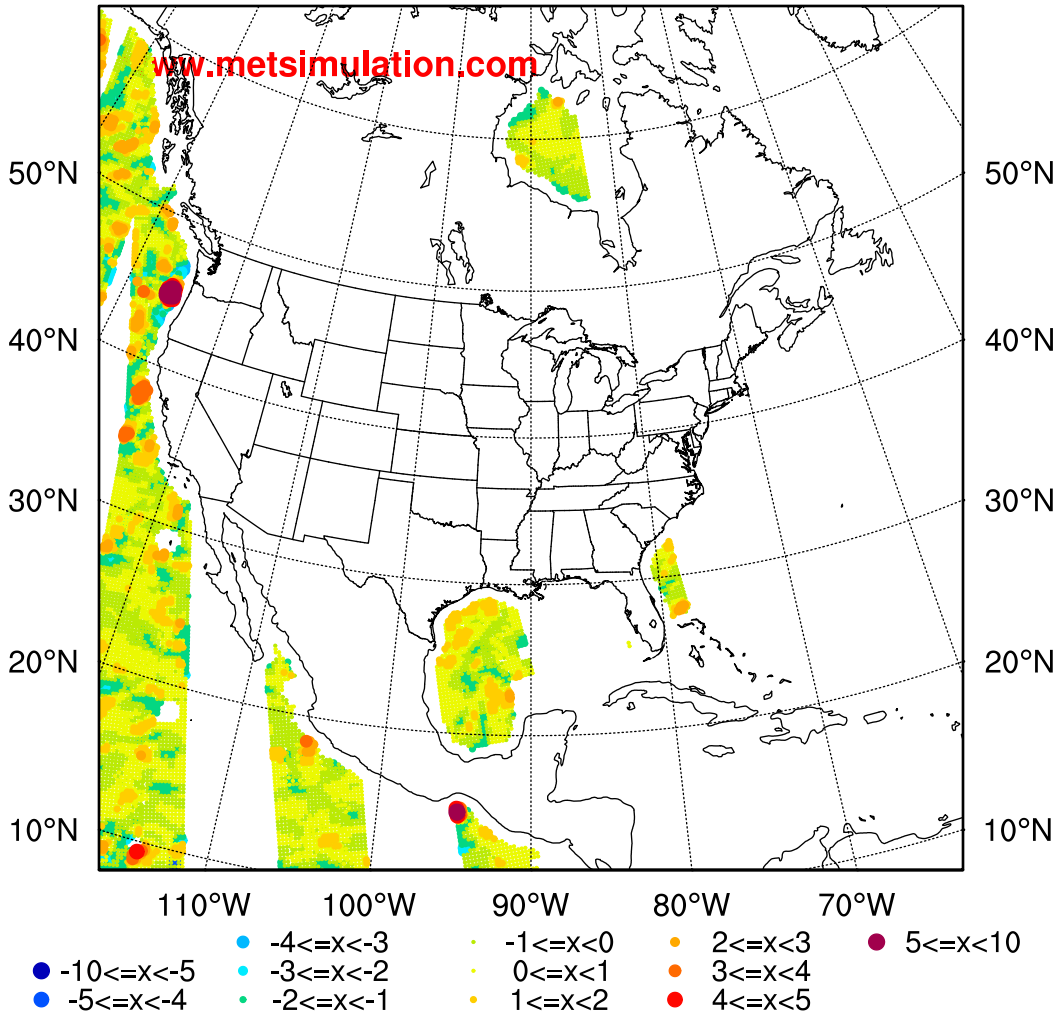 ww.metsimulation.com
50°N 50°N
40°N 40°N
30°N 30°N
20°N 20°N
10°N 10°N
110°W 100°W 90°W 80°W 70°W
-4<=x<-3 -1<=x<0 2<=x<3 5<=x<10
-10<=x<-5 -3<=x<-2 0<=x<1 3<=x<4
-5<=x<-4 -2<=x<-1 1<=x<2 4<=x<5